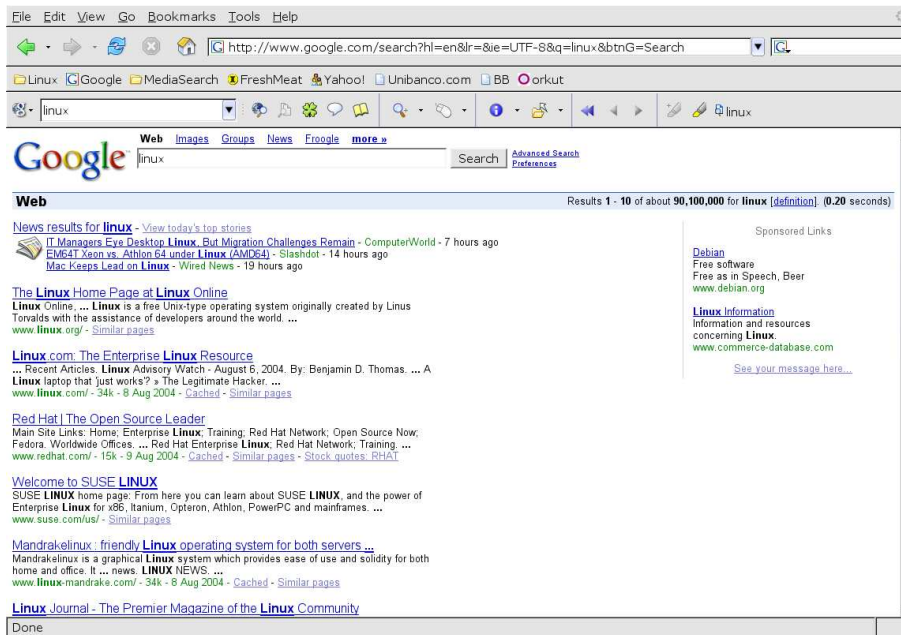 File Edit View Go Bookmarks Tools Help
http://www.google.com/search?hl=en&lr=&ie=UTF-8&q=linux&btnG=Search
Linux Google MediaSearch FreshMeat Yahoo! Unibanco.com BB Orkut
linux linux
Web Images Groups News Froogle more »
Google linux Search Advanced Search
Preferences
Web Results 1 - 10 of about 90,100,000 for linux [definition]. (0.20 seconds)
News results for linux - View today's top stories
IT Managers Eye Desktop Linux, But Migration Challenges Remain - ComputerWorld - 7 hours ago
EM64T Xeon vs. Athlon 64 under Linux (AMD64) - Slashdot - 14 hours ago
Mac Keeps Lead on Linux - Wired News - 19 hours ago
The Linux Home Page at Linux Online
Linux Online, ... Linux is a free Unix-type operating system originally created by Linus
Torvalds with the assistance of developers around the world. ...
www.linux.org/ - Similar pages
Linux.com: The Enterprise Linux Resource
... Recent Articles. Linux Advisory Watch - August 6, 2004. By: Benjamin D. Thomas. ... A
Linux laptop that 'just works'? » The Legitimate Hacker. ...
www.linux.com/ - 34k - 8 Aug 2004 - Cached - Similar pages
Red Hat | The Open Source Leader
Main Site Links: Home; Enterprise Linux; Training; Red Hat Network; Open Source Now;
Fedora. Worldwide Offices. ... Red Hat Enterprise Linux; Red Hat Network; Training. ...
www.redhat.com/ - 15k - 9 Aug 2004 - Cached - Similar pages - Stock quotes: RHAT
Welcome to SUSE LINUX
SUSE LINUX home page: From here you can learn about SUSE LINUX, and the power of
Enterprise Linux for x86, Itanium, Opteron, Athlon, PowerPC and mainframes. ...
www.suse.com/us/ - Similar pages
Mandrakelinux : friendly Linux operating system for both servers ...
Mandrakelinux is a graphical Linux system which provides ease of use and solidity for both
home and office. It ... news. LINUX NEWS. ...
www.linux-mandrake.com/ - 34k - 8 Aug 2004 - Cached - Similar pages
Linux Journal - The Premier Magazine of the Linux Community
Sponsored Links
Debian
Free software
Free as in Speech, Beer
www.debian.org
Linux Information
Information and resources
concerning Linux.
www.commerce-database.com
See your message here...
Done